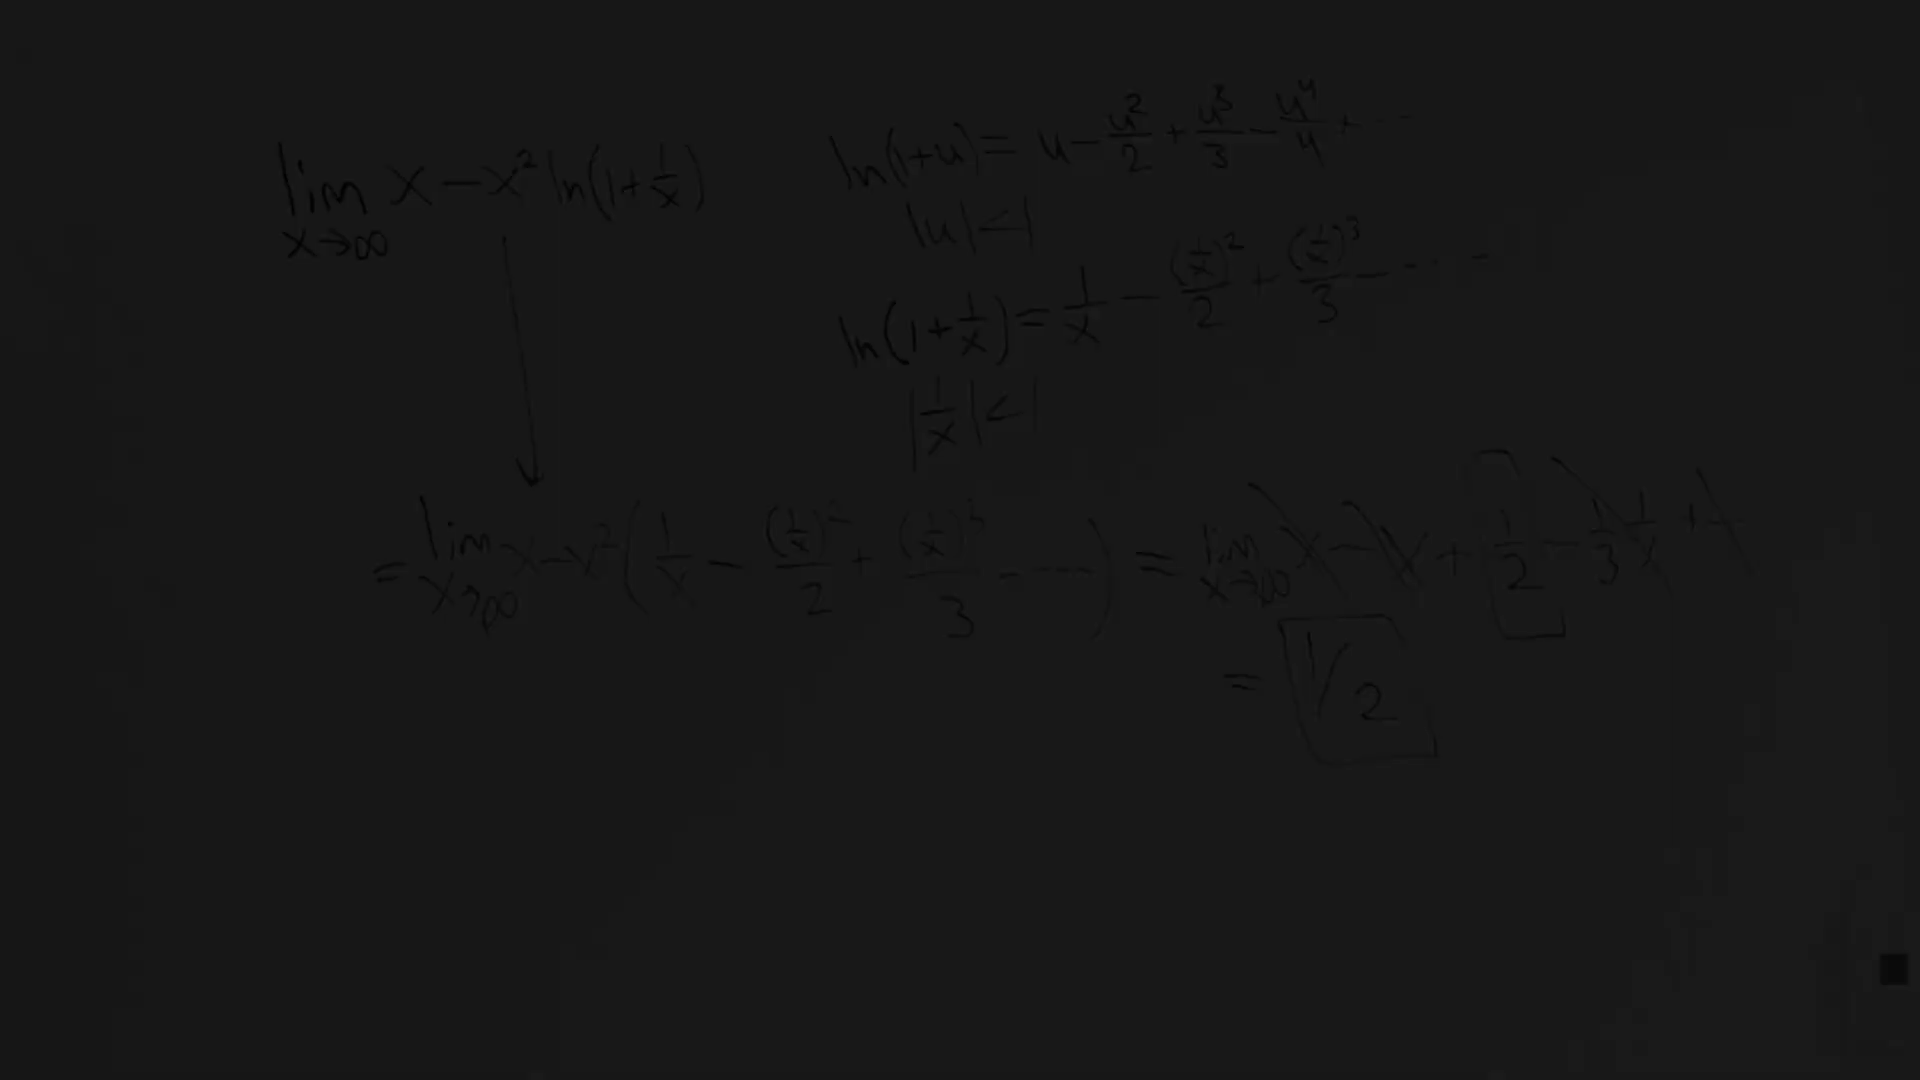 lim x - x² ln(1 + 1/x)
x→∞
ln(1+u) = u - u²/2 + u³/3 - u⁴/4 + ...
|u| < 1
ln(1 + 1/x) = 1/x - (1/x)²/2 + (1/x)³/3 - ...
|1/x| < 1
= lim x - x² (1/x - (1/x)²/2 + (1/x)³/3 - ...) = lim x - x + 1/2 - 1/3 1/x +
x→∞ x→∞
= 1/2